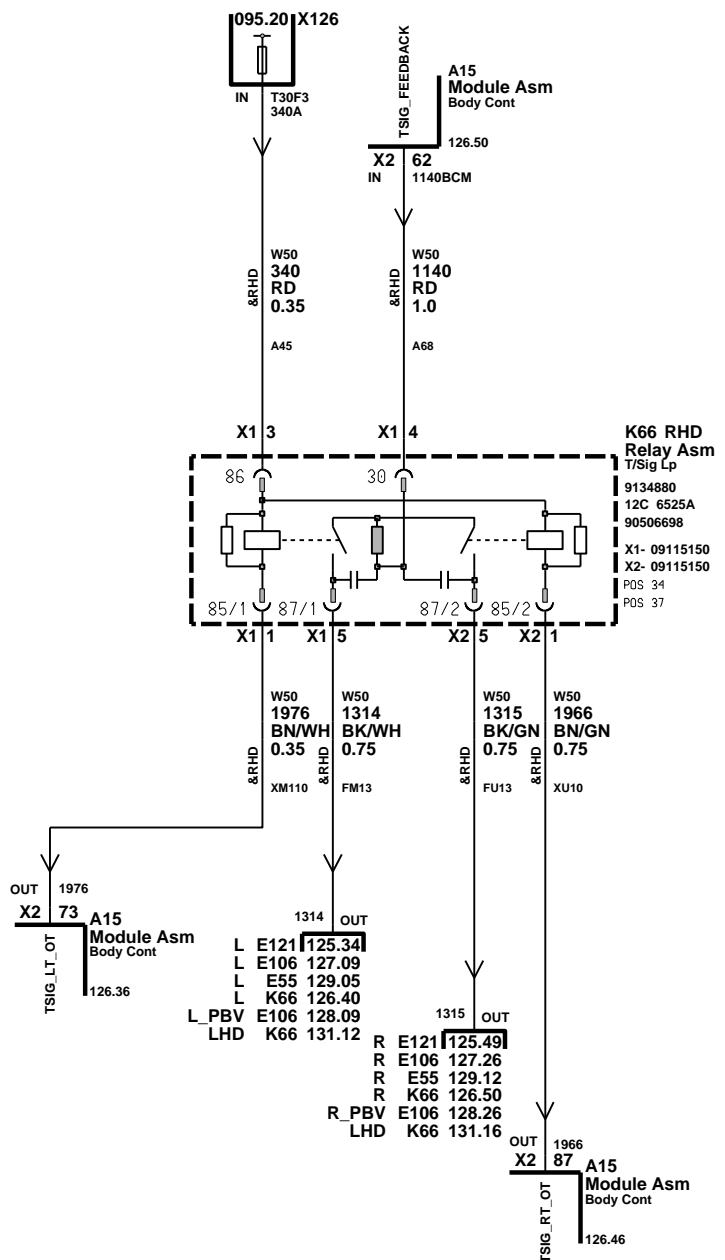 095.20 X126
IN T30F3
340A
TSIG_FEEDBACK
A15
Module Asm
Body Cont
126.50
X2 62
IN 1140BCM
&RHD
W50
340
RD
0.35
A45
&RHD
W50
1140
RD
1.0
A68
X1 3
X1 4
K66 RHD
Relay Asm
T/Sig Lp
9134880
12C 6525A
90506698
X1- 09115150
X2- 09115150
POS 34
POS 37
86
30
85/1 87/1
87/2 85/2
X1 1
X1 5
X2 5
X2 1
&RHD
W50
1976
BN/WH
0.35
XM110
&RHD
W50
1314
BK/WH
0.75
FM13
&RHD
W50
1315
BK/GN
0.75
FU13
&RHD
W50
1966
BN/GN
0.75
XU10
OUT 1976
X2 73
A15
Module Asm
Body Cont
TSIG_LT_OT
126.36
1314 OUT
L E121 125.34
L E106 127.09
L E55 129.05
L K66 126.40
L_PBV E106 128.09
LHD K66 131.12
1315 OUT
R E121 125.49
R E106 127.26
R E55 129.12
R K66 126.50
R_PBV E106 128.26
LHD K66 131.16
OUT 1966
X2 87
A15
Module Asm
Body Cont
TSIG_RT_OT
126.46